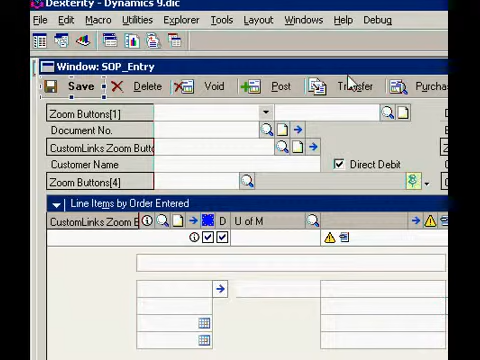 Dexterity - Dynamics 9.dic
File Edit Macro Utilities Explorer Tools Layout Windows Help Debug
Window: SOP_Entry
Save Delete Void Post Transfer Purchas
Zoom Buttons[1]
Document No.
CustomLinks Zoom Butto
Customer Name Direct Debit
Zoom Buttons[4]
Line Items by Order Entered
CustomLinks Zoom E D U of M